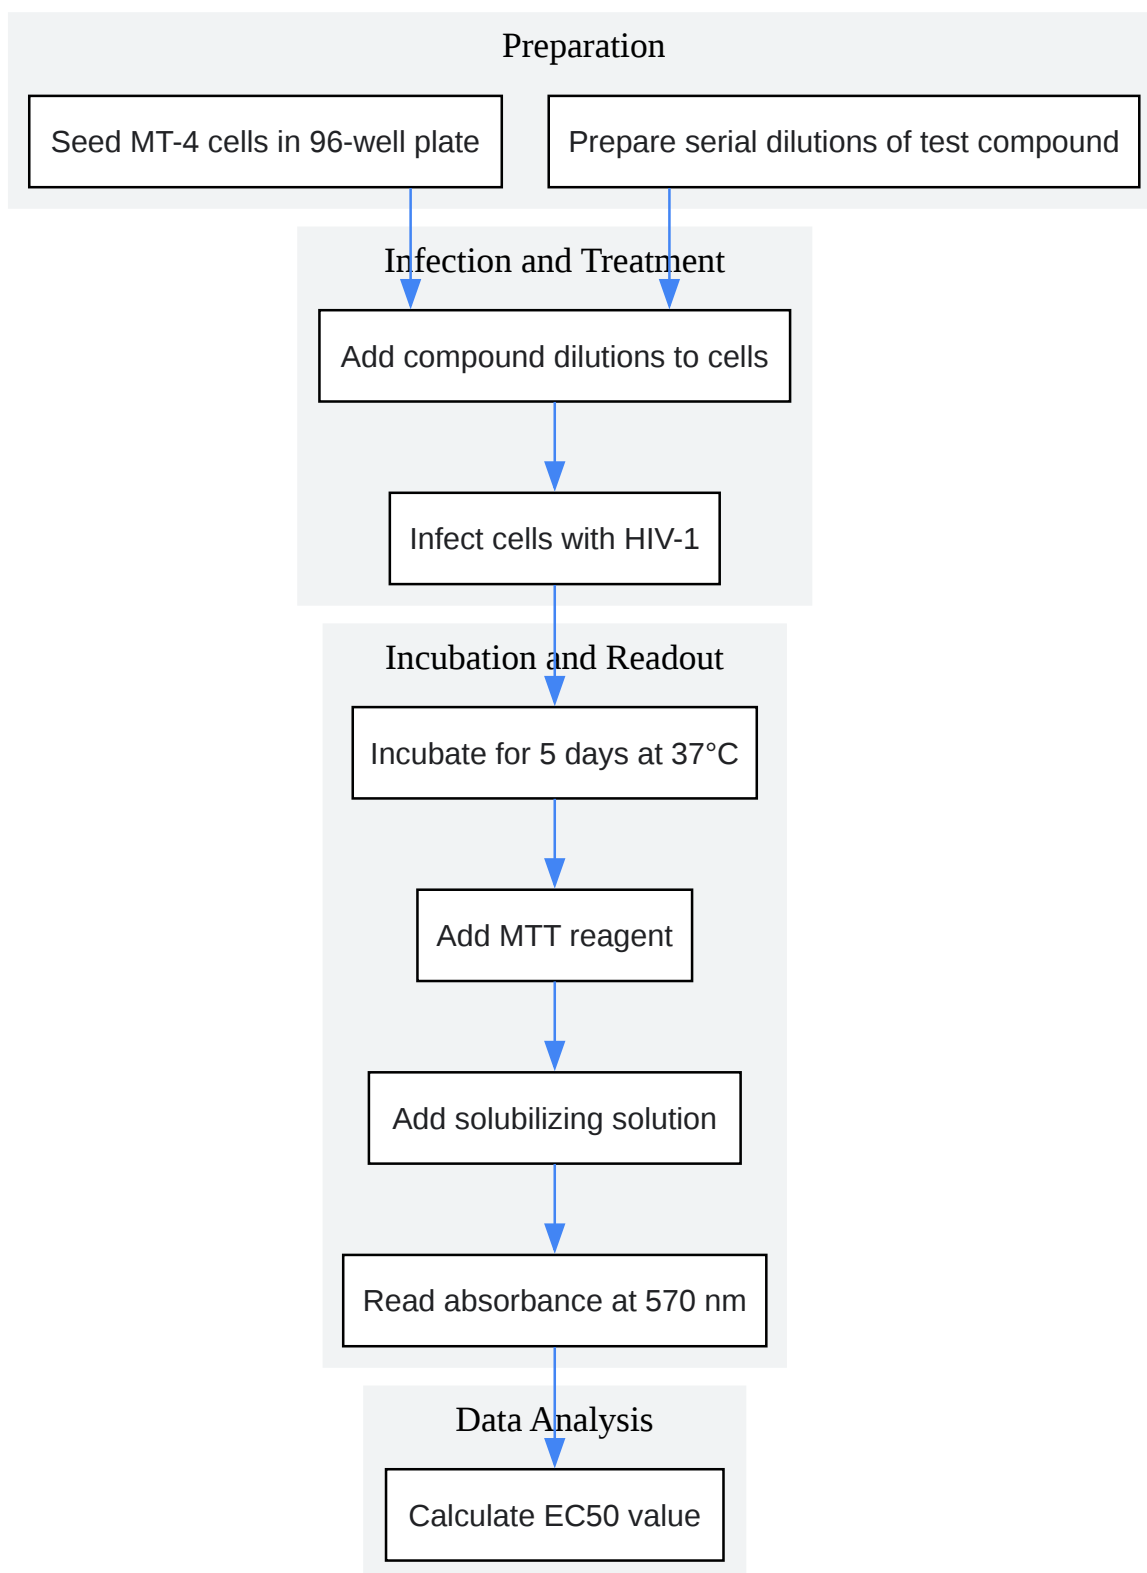 Preparation
Seed MT-4 cells in 96-well plate
Prepare serial dilutions of test compound
Infection and Treatment
Add compound dilutions to cells
Infect cells with HIV-1
Incubation and Readout
Incubate for 5 days at 37°C
Add MTT reagent
Add solubilizing solution
Read absorbance at 570 nm
Data Analysis
Calculate EC50 value